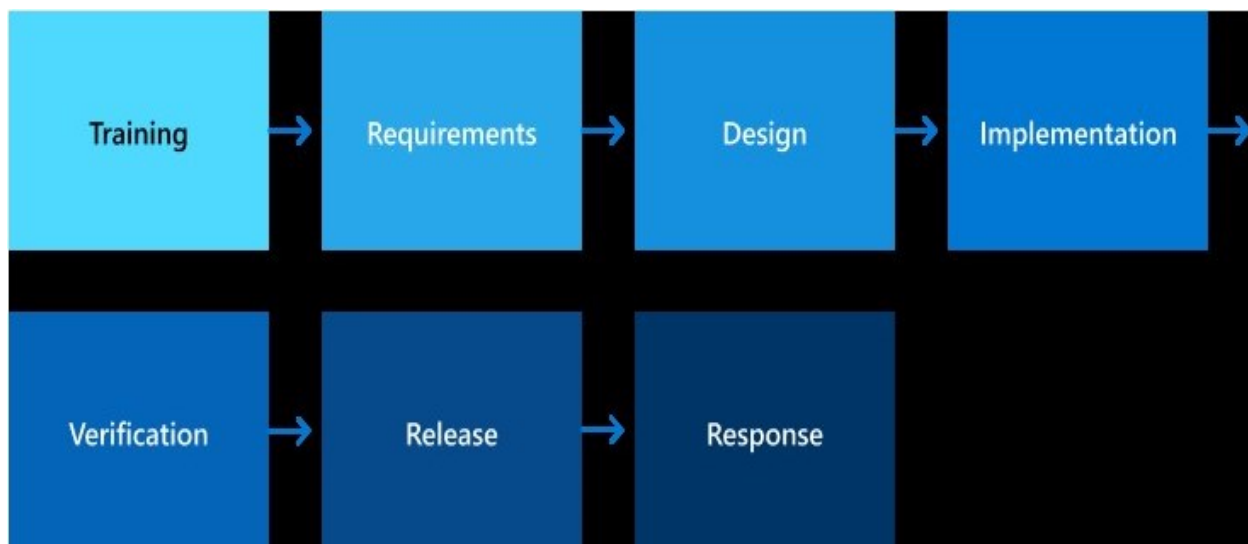 Training
Requirements
Design
Implementation
Verification
Release
Response